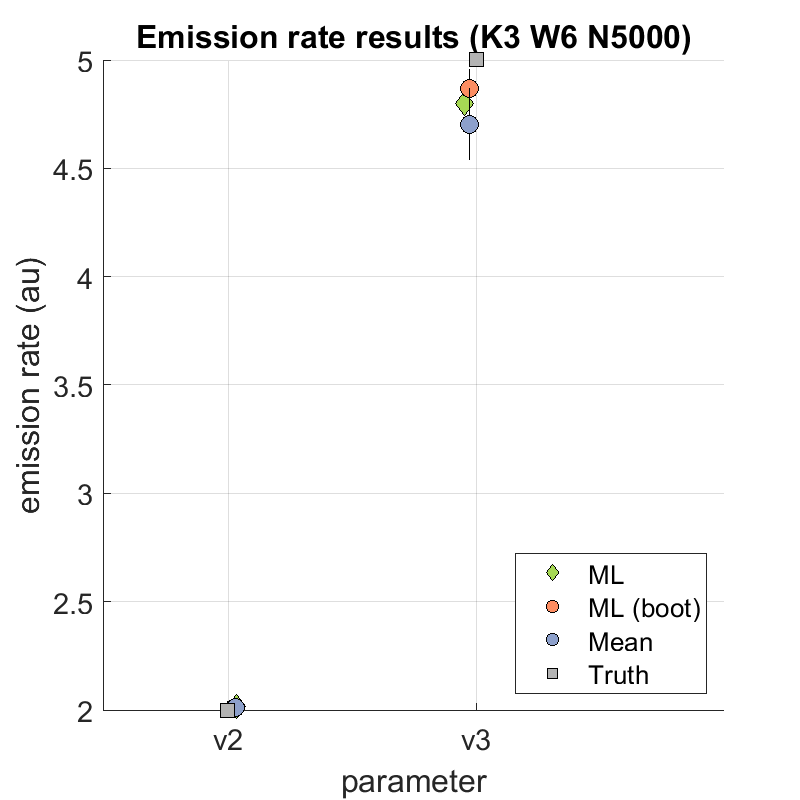 Emission rate results (K3 W6 N5000)
5
4.5
4
3.5
3
2.5
2
emission rate (au)
v2
v3
parameter
ML
ML (boot)
Mean
Truth